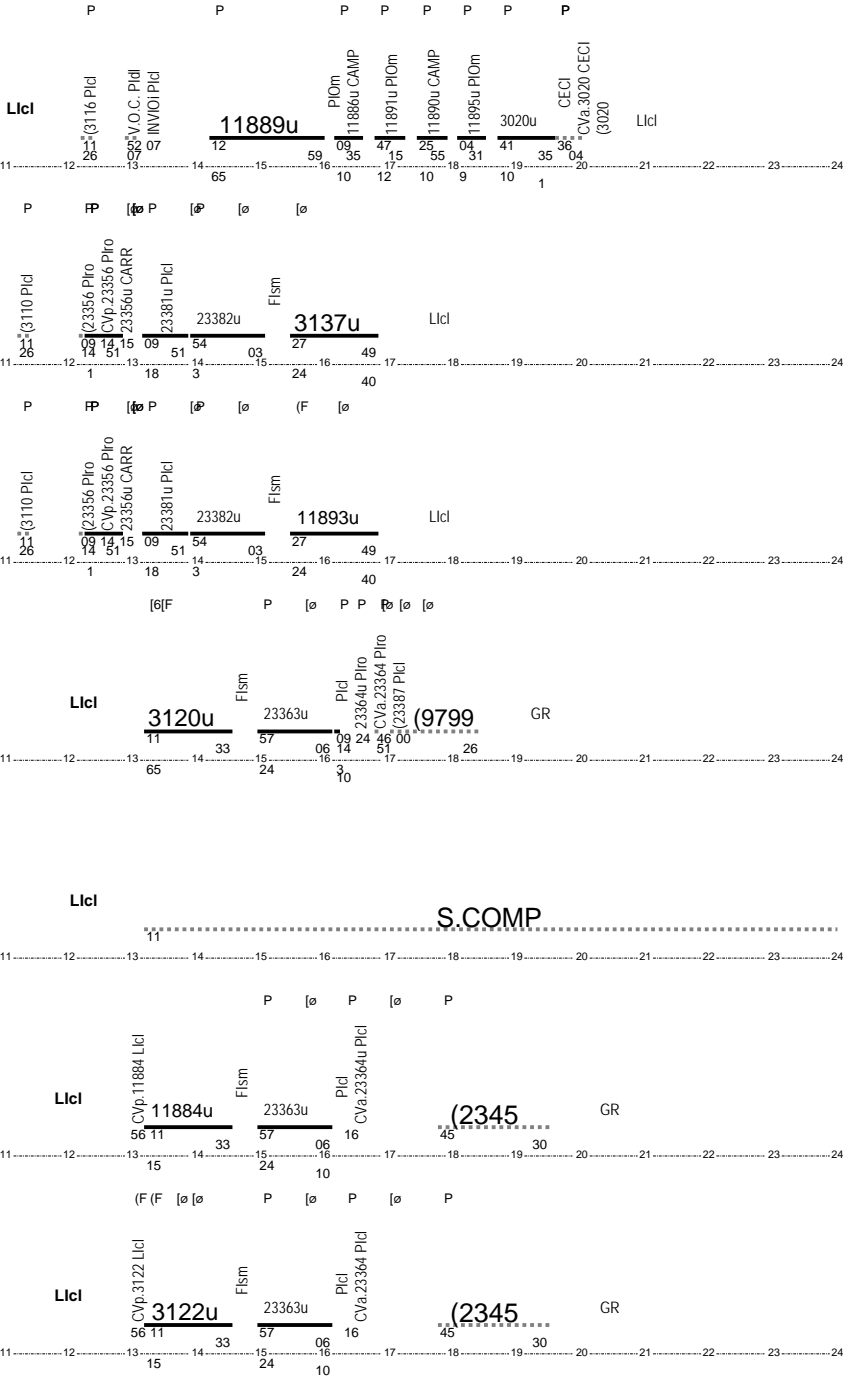 P P P P P P P P
(3116 PIcl
V.O.C. PIdl
INVIOi PIcl
PIOm
11886u CAMP
11891u PIOm
11890u CAMP
11895u PIOm
CECI
CVa.3020 CECI
(3020
LIcl 11889u 3020u LIcl
11 52 07 12 09 47 25 04 41 36
26 07 59 35 15 55 31 35 04
11 12 13 14 15 16 17 18 19 20 21 22 23 24
65 10 12 10 9 10 1
P P [ø P [ø P [ø [ø
(3110 PIcl
(23356 PIro
CVp.23356 PIro
23356u CARR
23381u PIcl
FIsm
23382u 3137u LIcl
11 09 14 15 09 54 27
26 14 51 51 03 49
11 12 13 14 15 16 17 18 19 20 21 22 23 24
1 18 3 24 40
P P [ø P [ø P [ø (F [ø
(3110 PIcl
(23356 PIro
CVp.23356 PIro
23356u CARR
23381u PIcl
FIsm
23382u 11893u LIcl
11 09 14 15 09 54 27
26 14 51 51 03 49
11 12 13 14 15 16 17 18 19 20 21 22 23 24
1 18 3 24 40
[6[F P [ø P P [ø [ø [ø
FIsm
PIcl
23364u PIro
CVa.23364 PIro
(23387 PIcl
LIcl 3120u 23363u (9799 GR
11 57 09 24 46 00
33 06 14 51 26
11 12 13 14 15 16 17 18 19 20 21 22 23 24
65 24 3 10
LIcl S.COMP
11
11 12 13 14 15 16 17 18 19 20 21 22 23 24
P [ø P [ø P
CVp.11884 LIcl
FIsm
PIcl
CVa.23364u PIcl
LIcl 11884u 23363u (2345 GR
56 11 57 16 45
33 06 30
11 12 13 14 15 16 17 18 19 20 21 22 23 24
15 24 10
(F (F [ø [ø P [ø P [ø P
CVp.3122 LIcl
FIsm
PIcl
CVa.23364 PIcl
LIcl 3122u 23363u (2345 GR
56 11 57 16 45
33 06 30
11 12 13 14 15 16 17 18 19 20 21 22 23 24
15 24 10